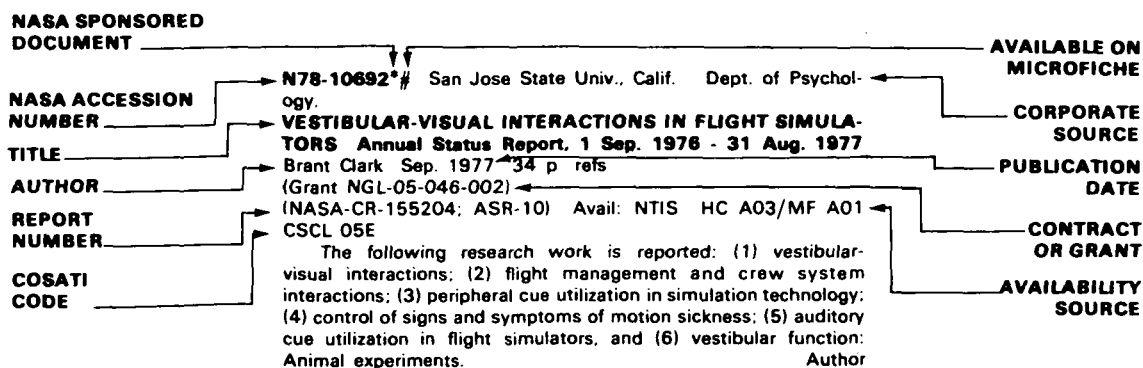 NASA SPONSORED
DOCUMENT
NASA ACCESSION
NUMBER
TITLE
AUTHOR
REPORT
NUMBER
COSATI
CODE
N78-10692*# San Jose State Univ., Calif. Dept. of Psychol-
ogy.
VESTIBULAR-VISUAL INTERACTIONS IN FLIGHT SIMULA-
TORS Annual Status Report, 1 Sep. 1976 - 31 Aug. 1977
Brant Clark Sep. 1977 34 p refs
(Grant NGL-05-046-002)
(NASA-CR-155204; ASR-10) Avail: NTIS HC A03/MF A01
CSCL 05E
The following research work is reported: (1) vestibular-
visual interactions; (2) flight management and crew system
interactions; (3) peripheral cue utilization in simulation technology;
(4) control of signs and symptoms of motion sickness; (5) auditory
cue utilization in flight simulators, and (6) vestibular function:
Animal experiments. Author
AVAILABLE ON
MICROFICHE
CORPORATE
SOURCE
PUBLICATION
DATE
CONTRACT
OR GRANT
AVAILABILITY
SOURCE